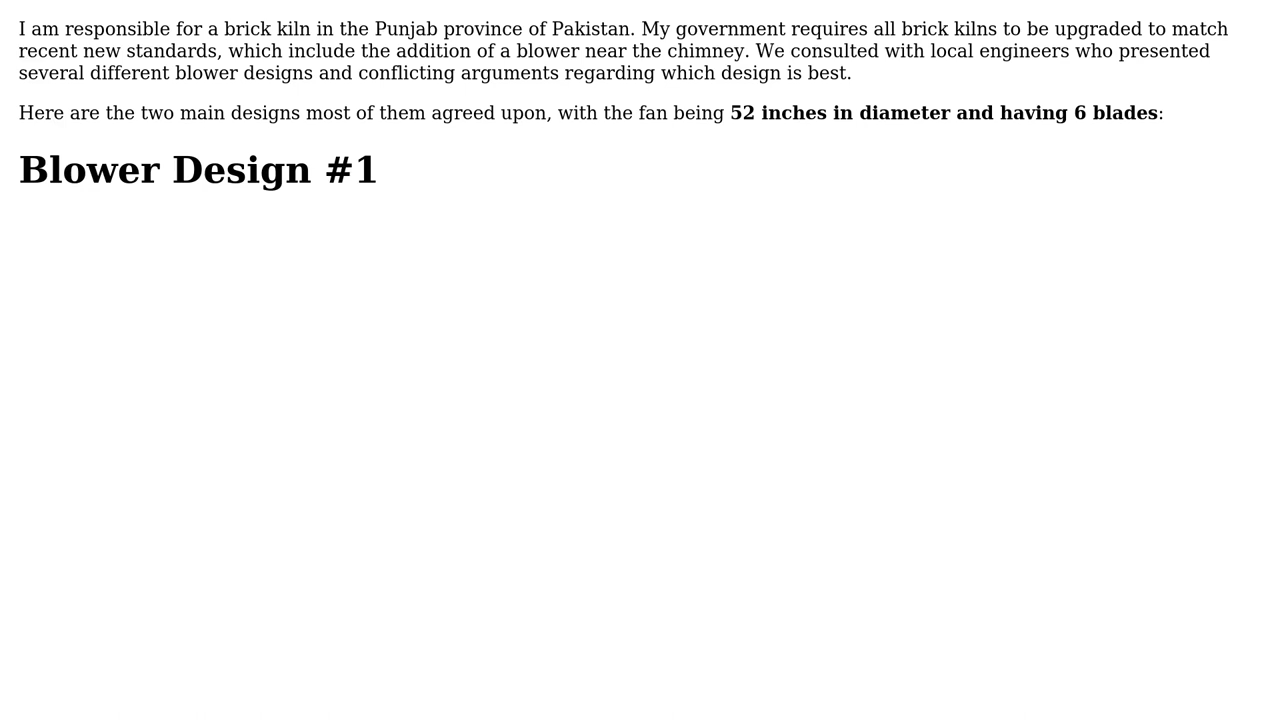 I am responsible for a brick kiln in the Punjab province of Pakistan. My government requires all brick kilns to be upgraded to match
recent new standards, which include the addition of a blower near the chimney. We consulted with local engineers who presented
several different blower designs and conflicting arguments regarding which design is best.
Here are the two main designs most of them agreed upon, with the fan being 52 inches in diameter and having 6 blades:
Blower Design #1